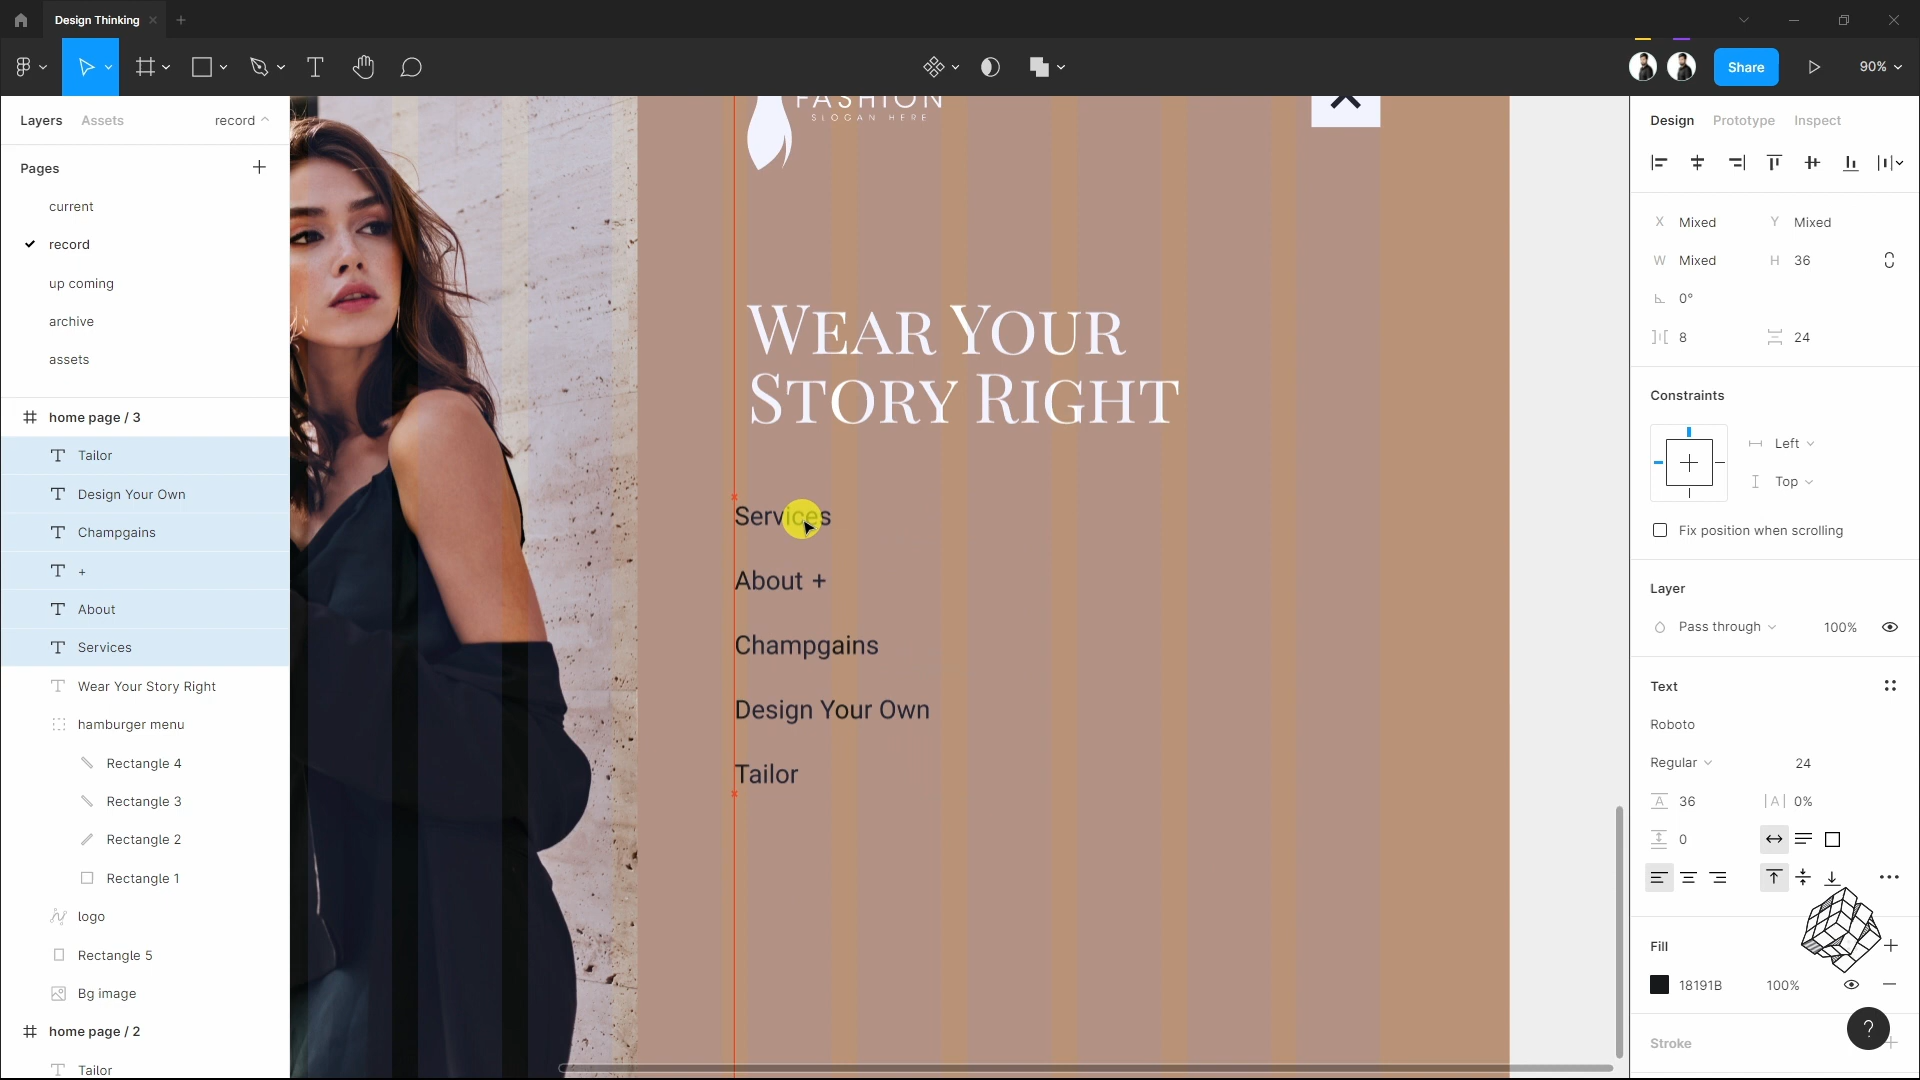 Design Thinking
Share
90%
Layers
Assets
record
Pages
current
record
up coming
archive
assets
home page / 3
Tailor
Design Your Own
Champgains
+
About
Services
Wear Your Story Right
hamburger menu
Rectangle 4
Rectangle 3
Rectangle 2
Rectangle 1
logo
Rectangle 5
Bg image
home page / 2
Tailor
FASHION
SLOGAN HERE
Wear Your
Story Right
Services
About +
Champgains
Design Your Own
Tailor
Design
Prototype
Inspect
X Mixed
Y Mixed
W Mixed
H 36
0°
8
24
Constraints
Left
Top
Fix position when scrolling
Layer
Pass through
100%
Text
Roboto
Regular
24
A 36
|A| 0%
0
Fill
18191B
100%
?
Stroke